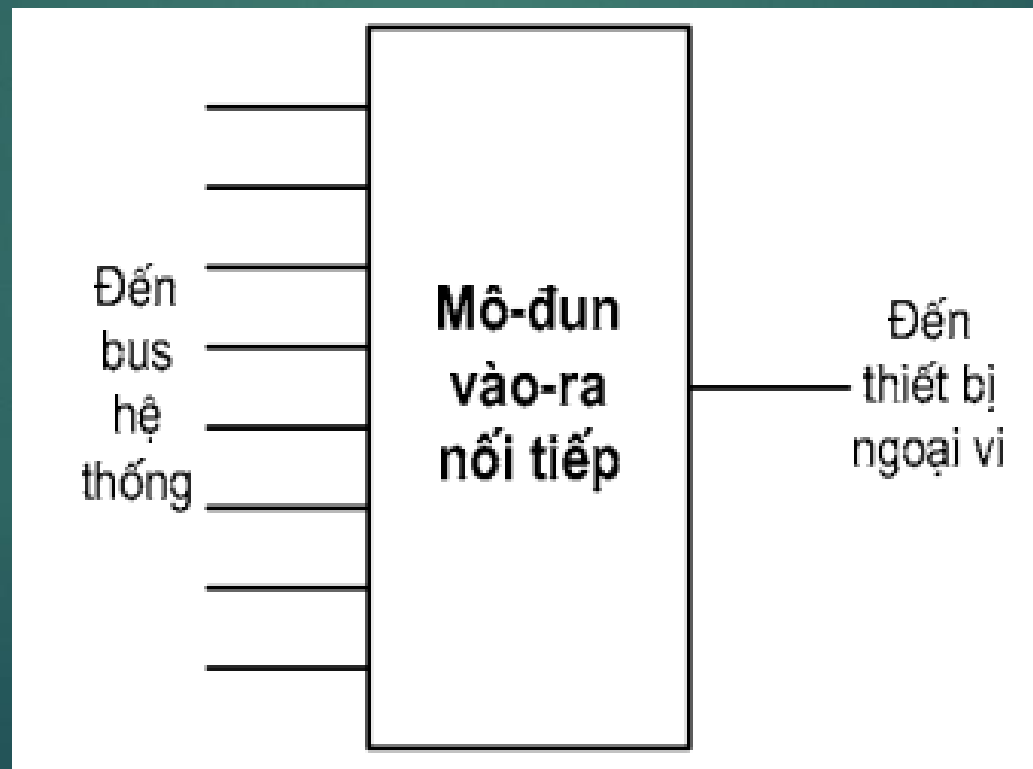 Đến
bus
hệ
thống
Mô-đun
vào-ra
nối tiếp
Đến
thiết bị
ngoại vi